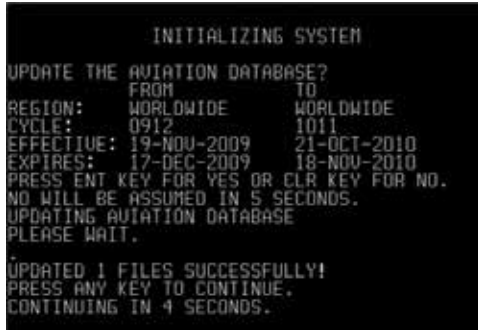 INITIALIZING SYSTEM
UPDATE THE AVIATION DATABASE?
FROM TO
REGION: WORLDWIDE WORLDWIDE
CYCLE: 0912 1011
EFFECTIVE: 19-NOV-2009 21-OCT-2010
EXPIRES: 17-DEC-2009 18-NOV-2010
PRESS ENT KEY FOR YES OR CLR KEY FOR NO.
NO WILL BE ASSUMED IN 5 SECONDS.
UPDATING AVIATION DATABASE
PLEASE WAIT.
.
UPDATED 1 FILES SUCCESSFULLY!
PRESS ANY KEY TO CONTINUE.
CONTINUING IN 4 SECONDS.